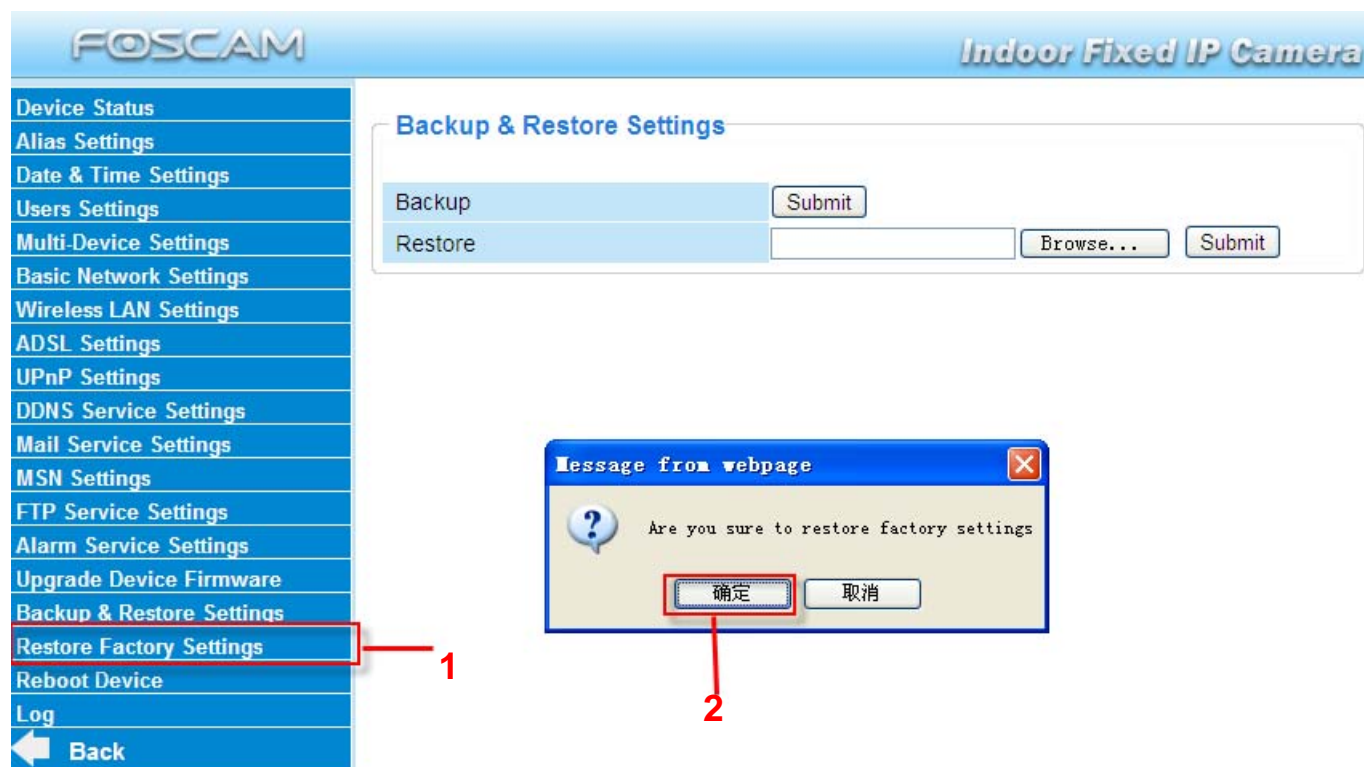 FOSCAM
Indoor Fixed IP Camera
Device Status
Alias Settings
Date & Time Settings
Users Settings
Multi-Device Settings
Basic Network Settings
Wireless LAN Settings
ADSL Settings
UPnP Settings
DDNS Service Settings
Mail Service Settings
MSN Settings
FTP Service Settings
Alarm Service Settings
Upgrade Device Firmware
Backup & Restore Settings
Restore Factory Settings
Reboot Device
Log
Back
Backup & Restore Settings
Backup Submit
Restore Browse... Submit
Message from webpage
Are you sure to restore factory settings
确定 取消
1
2